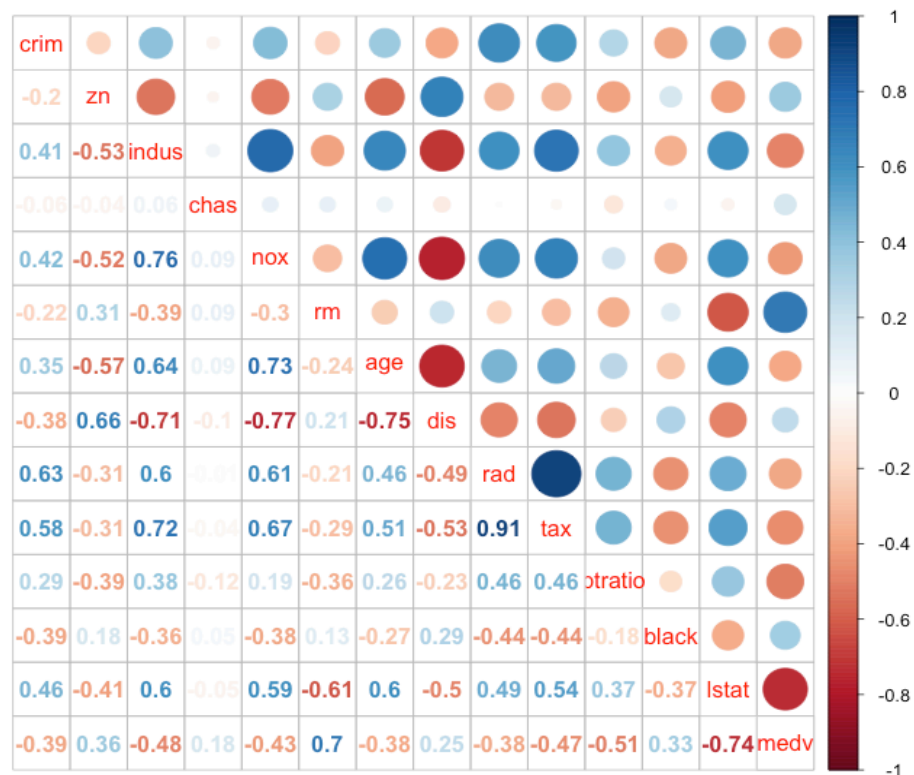 crim
-0.2 zn
0.41 -0.53 indus
-0.06 -0.04 0.06 chas
0.42 -0.52 0.76 0.09 nox
-0.22 0.31 -0.39 0.09 -0.3 rm
0.35 -0.57 0.64 0.09 0.73 -0.24 age
-0.38 0.66 -0.71 -0.1 -0.77 0.21 -0.75 dis
0.63 -0.31 0.6 -0.01 0.61 -0.21 0.46 -0.49 rad
0.58 -0.31 0.72 -0.04 0.67 -0.29 0.51 -0.53 0.91 tax
0.29 -0.39 0.38 -0.12 0.19 -0.36 0.26 -0.23 0.46 0.46 ptratio
-0.39 0.18 -0.36 0.05 -0.38 0.13 -0.27 0.29 -0.44 -0.44 -0.18 black
0.46 -0.41 0.6 -0.05 0.59 -0.61 0.6 -0.5 0.49 0.54 0.37 -0.37 lstat
-0.39 0.36 -0.48 0.18 -0.43 0.7 -0.38 0.25 -0.38 -0.47 -0.51 0.33 -0.74 medv
1
0.8
0.6
0.4
0.2
0
-0.2
-0.4
-0.6
-0.8
-1